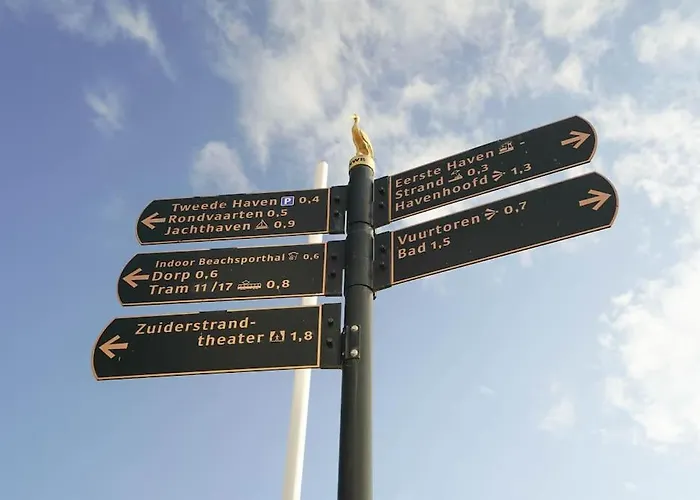 Tweede Haven P 0,4
Rondvaarten 0,5
Jachthaven 0,9
Indoor Beachsporthal 0,6
Dorp 0,6
Tram 11/17 0,8
Zuiderstrand-
theater 1,8
Eerste Haven -
Strand 0,3
Havenhoofd 1,3
Vuurtoren 0,7
Bad 1,5